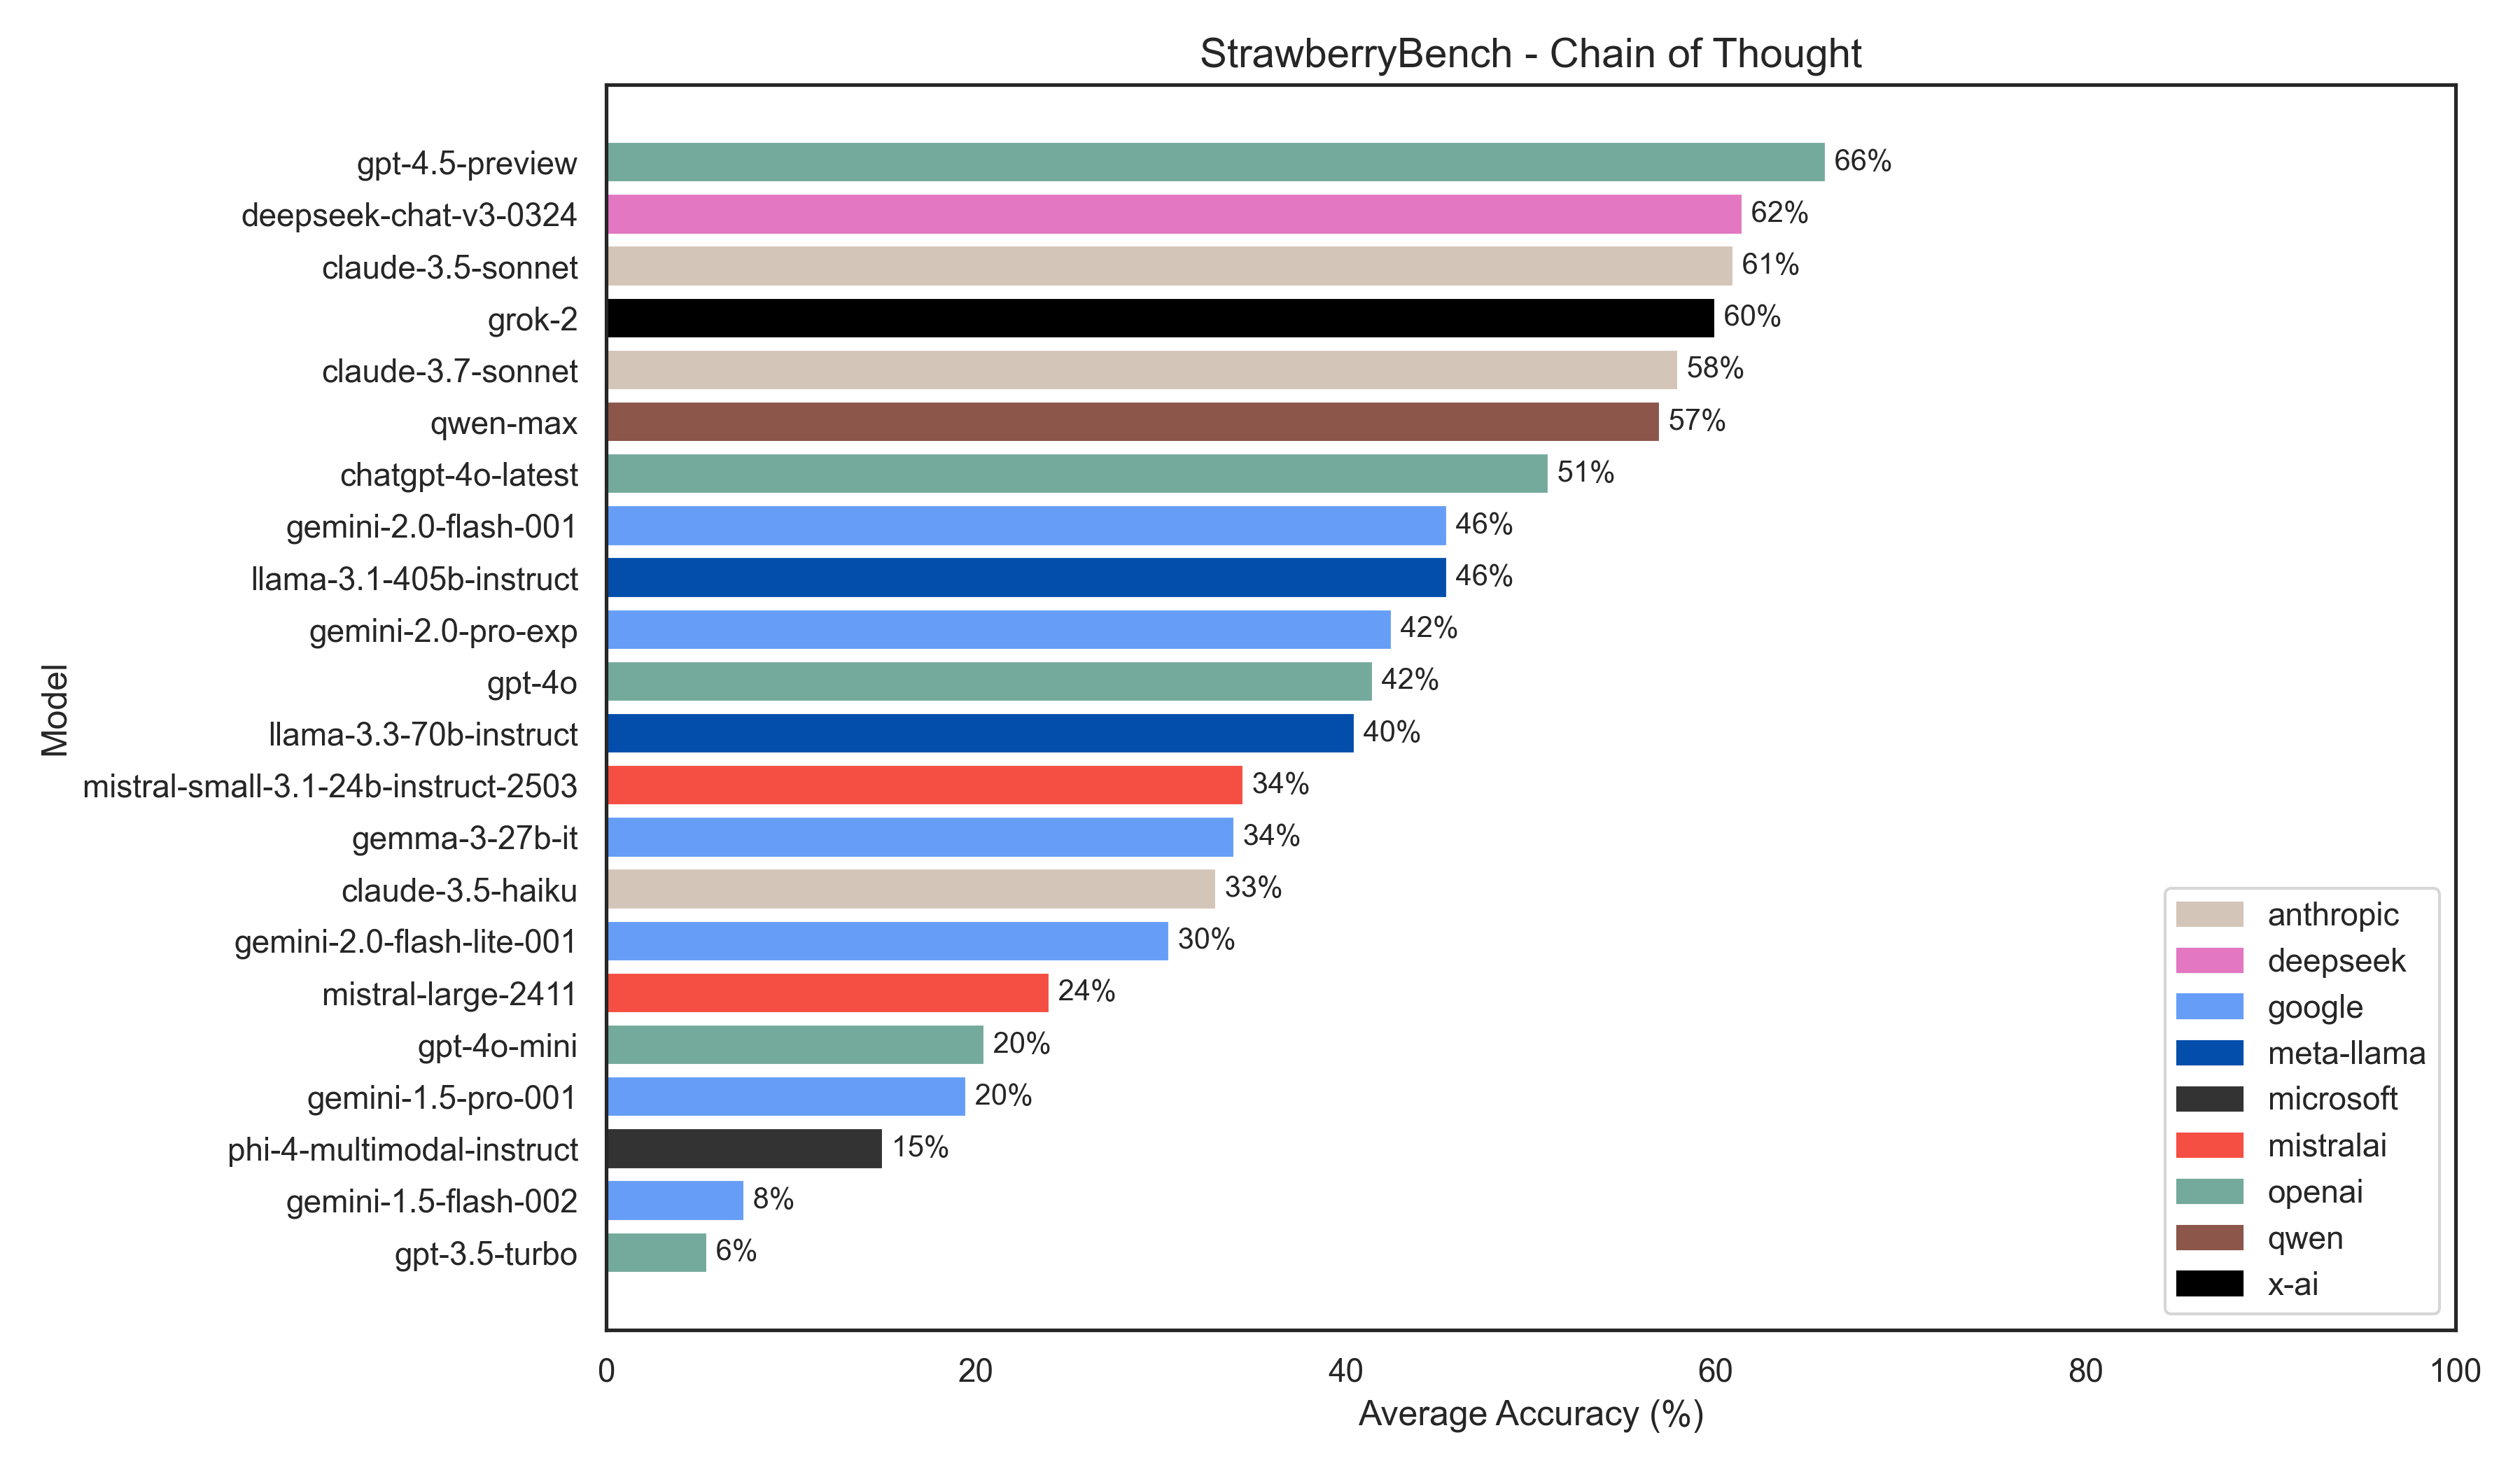 StrawberryBench - Chain of Thought
Model
gpt-4.5-preview 66%
deepseek-chat-v3-0324 62%
claude-3.5-sonnet 61%
grok-2 60%
claude-3.7-sonnet 58%
qwen-max 57%
chatgpt-4o-latest 51%
gemini-2.0-flash-001 46%
llama-3.1-405b-instruct 46%
gemini-2.0-pro-exp 42%
gpt-4o 42%
llama-3.3-70b-instruct 40%
mistral-small-3.1-24b-instruct-2503 34%
gemma-3-27b-it 34%
claude-3.5-haiku 33%
gemini-2.0-flash-lite-001 30%
mistral-large-2411 24%
gpt-4o-mini 20%
gemini-1.5-pro-001 20%
phi-4-multimodal-instruct 15%
gemini-1.5-flash-002 8%
gpt-3.5-turbo 6%
anthropic
deepseek
google
meta-llama
microsoft
mistralai
openai
qwen
x-ai
0 20 40 60 80 100
Average Accuracy (%)